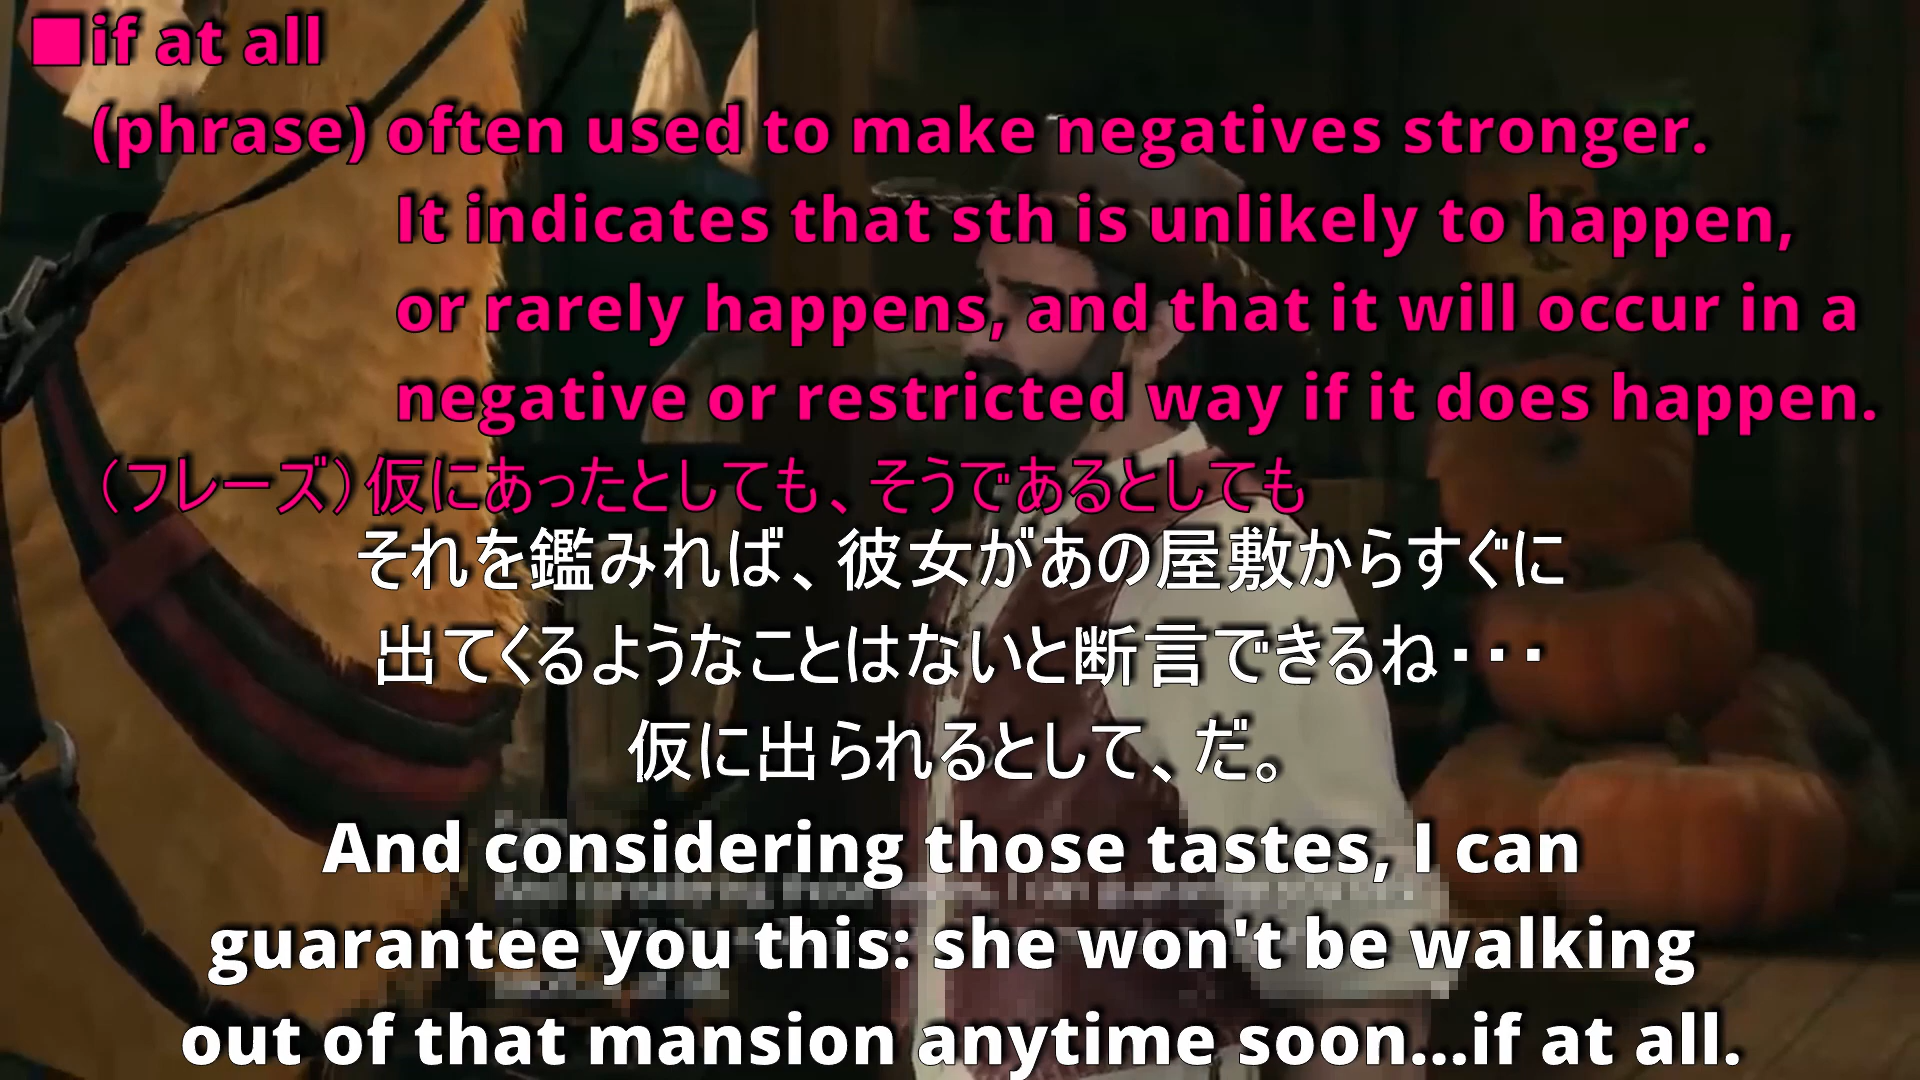 ■if at all
(phrase) often used to make negatives stronger.
It indicates that sth is unlikely to happen,
or rarely happens, and that it will occur in a
negative or restricted way if it does happen.
（フレーズ）仮にあったとしても、そうであるとしても
それを鑑みれば、彼女があの屋敷からすぐに
出てくるようなことはないと断言できるね・・・
仮に出られるとして、だ。
And considering those tastes, I can
guarantee you this: she won't be walking
out of that mansion anytime soon...if at all.